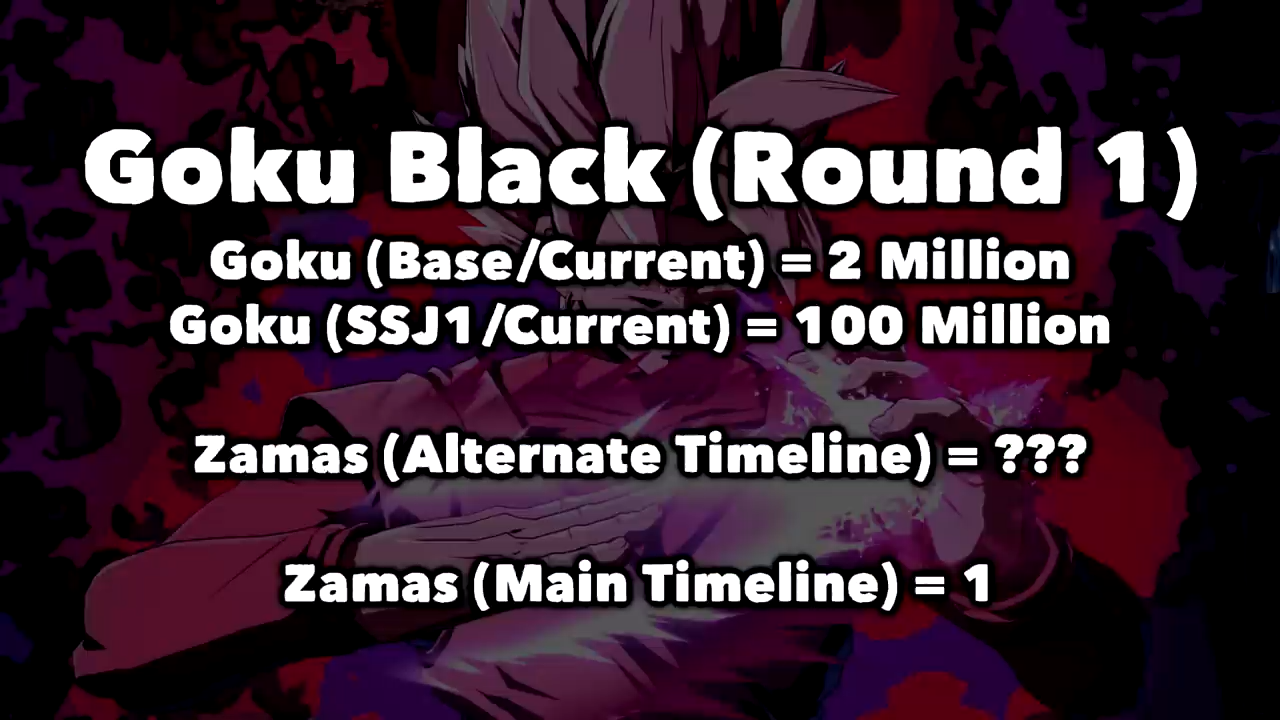 Goku Black (Round 1)
Goku (Base/Current) = 2 Million
Goku (SSJ1/Current) = 100 Million
Zamas (Alternate Timeline) = ???
Zamas (Main Timeline) = 1